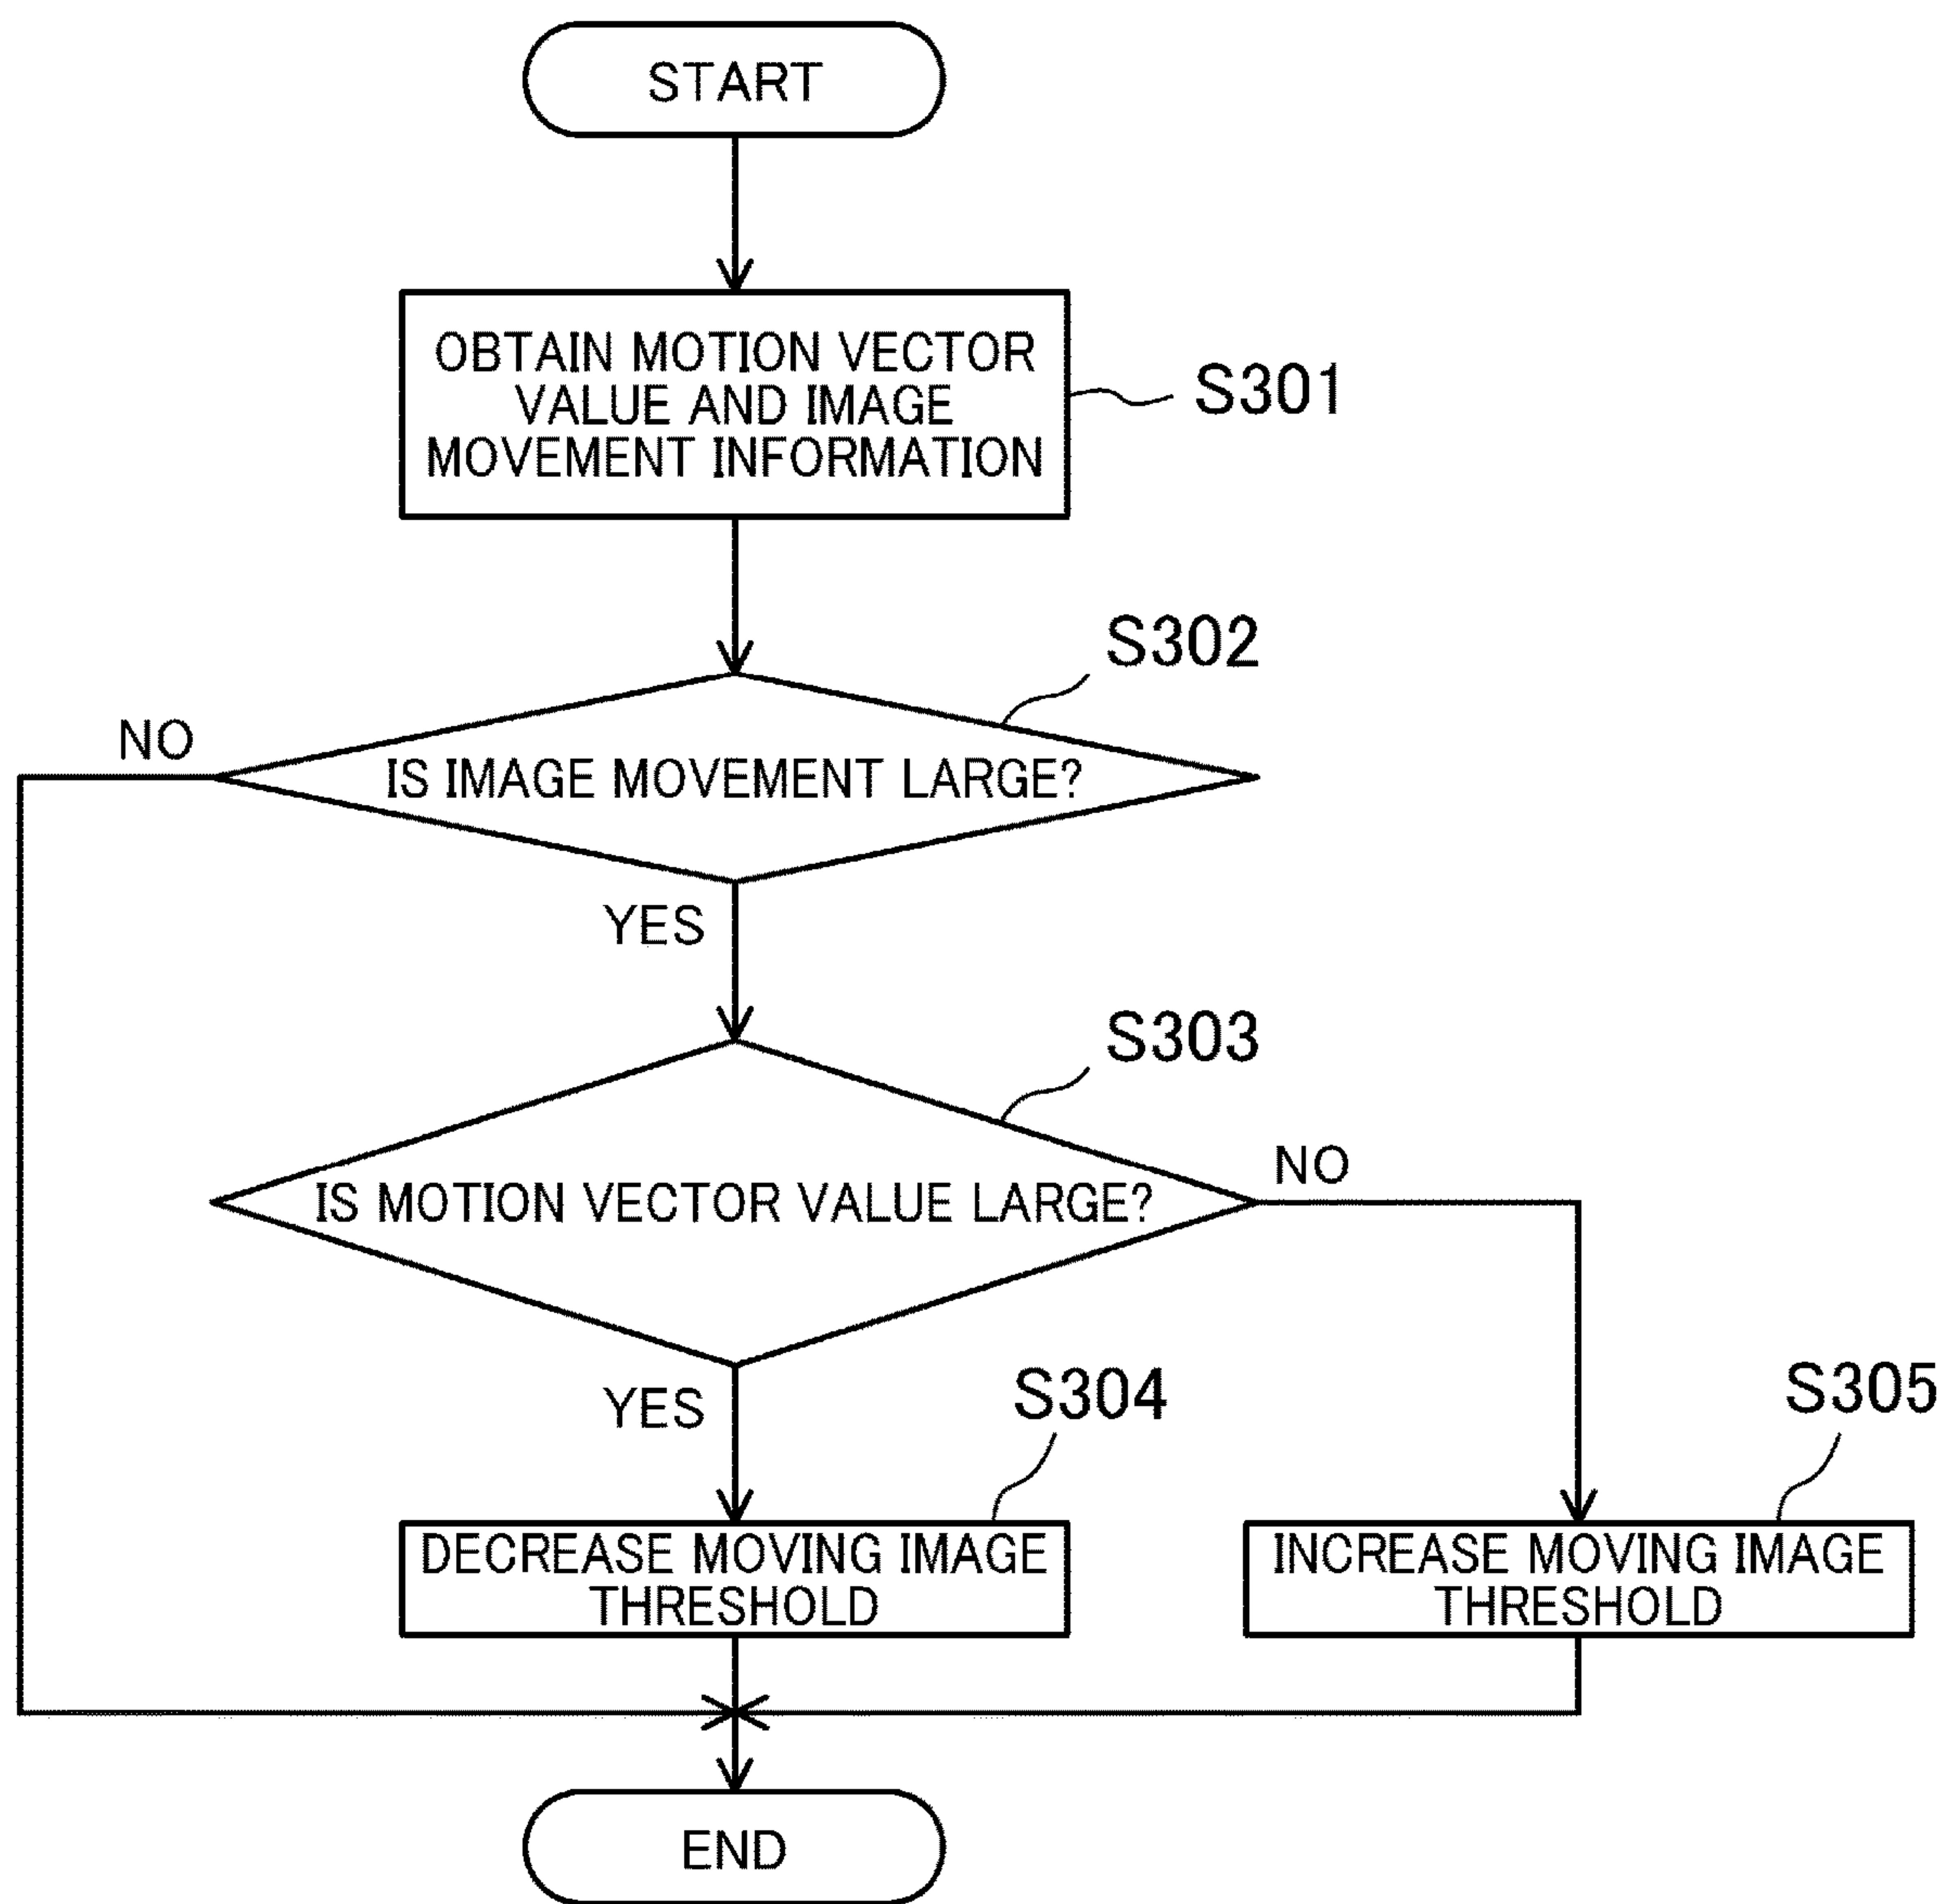 START
OBTAIN MOTION VECTOR
VALUE AND IMAGE
MOVEMENT INFORMATION
S301
S302
NO
IS IMAGE MOVEMENT LARGE?
YES
S303
NO
IS MOTION VECTOR VALUE LARGE?
YES
S304
S305
DECREASE MOVING IMAGE
THRESHOLD
INCREASE MOVING IMAGE
THRESHOLD
END